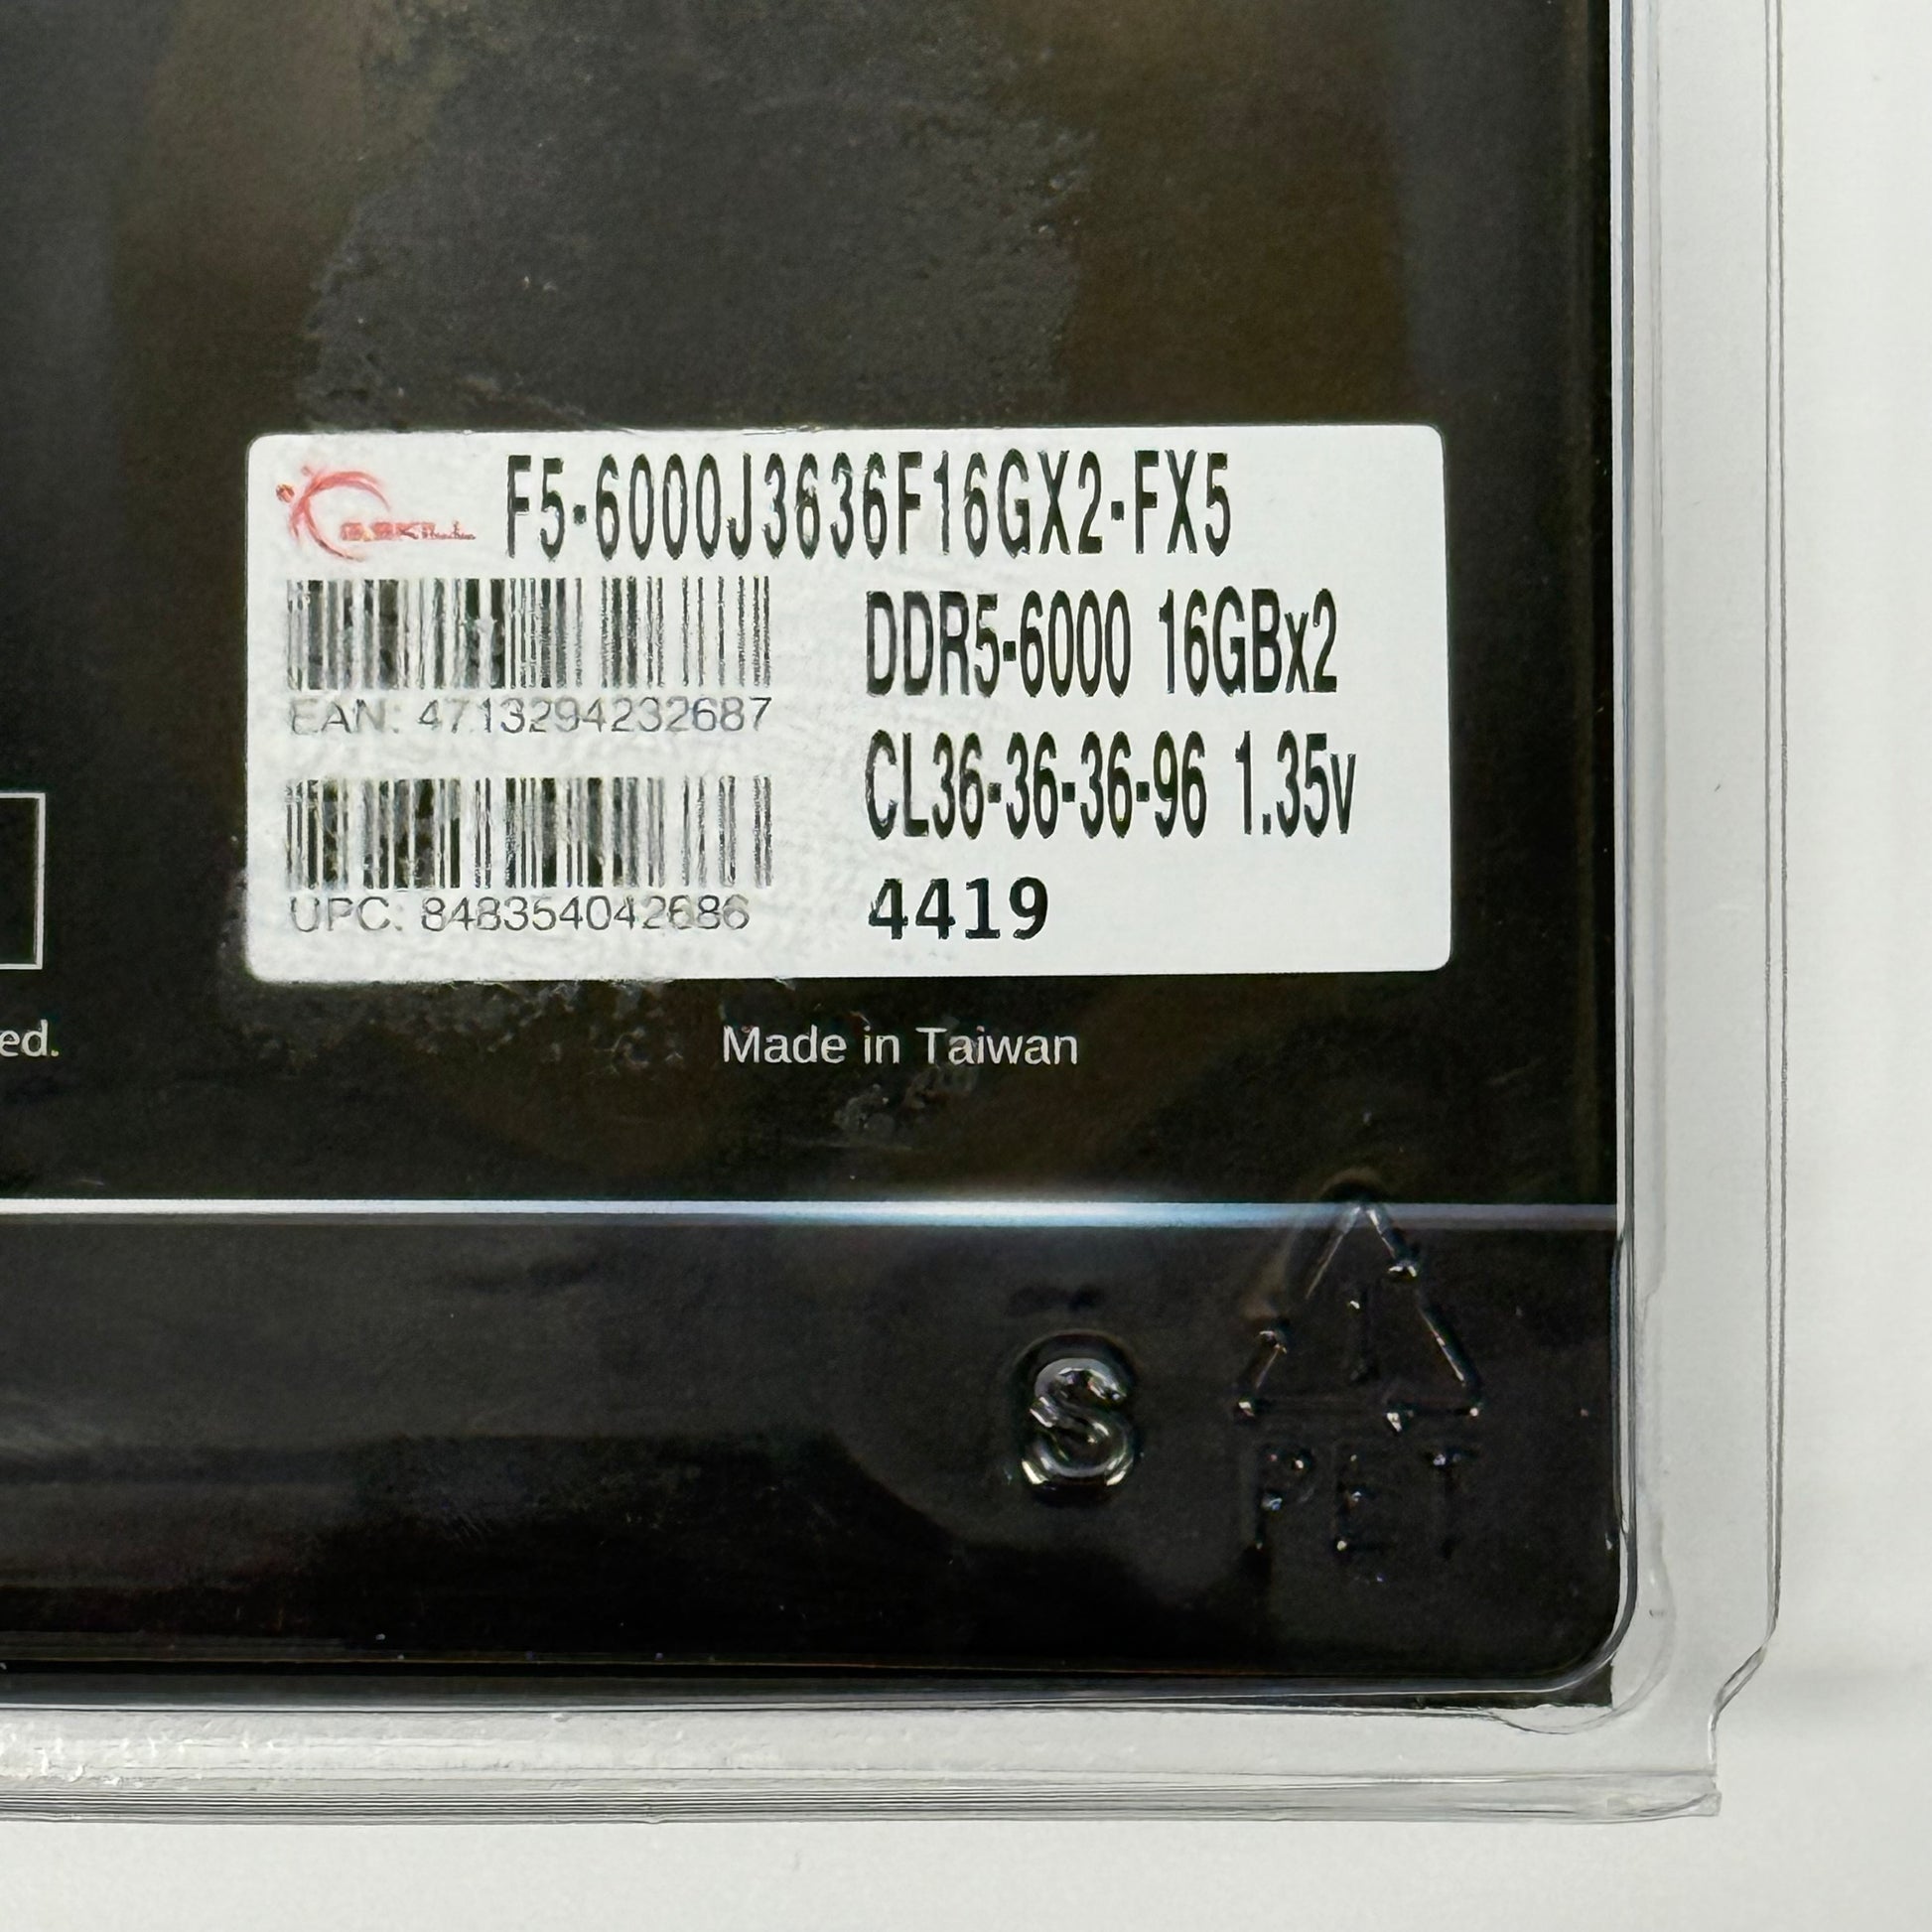 G.SKILL F5-6000J3636F16GX2-FX5
DDR5-6000 16GBx2
EAN: 4713294232687
CL36-36-36-96 1.35v
UPC: 848354042686
4419
ed.
Made in Taiwan
S
1
PET